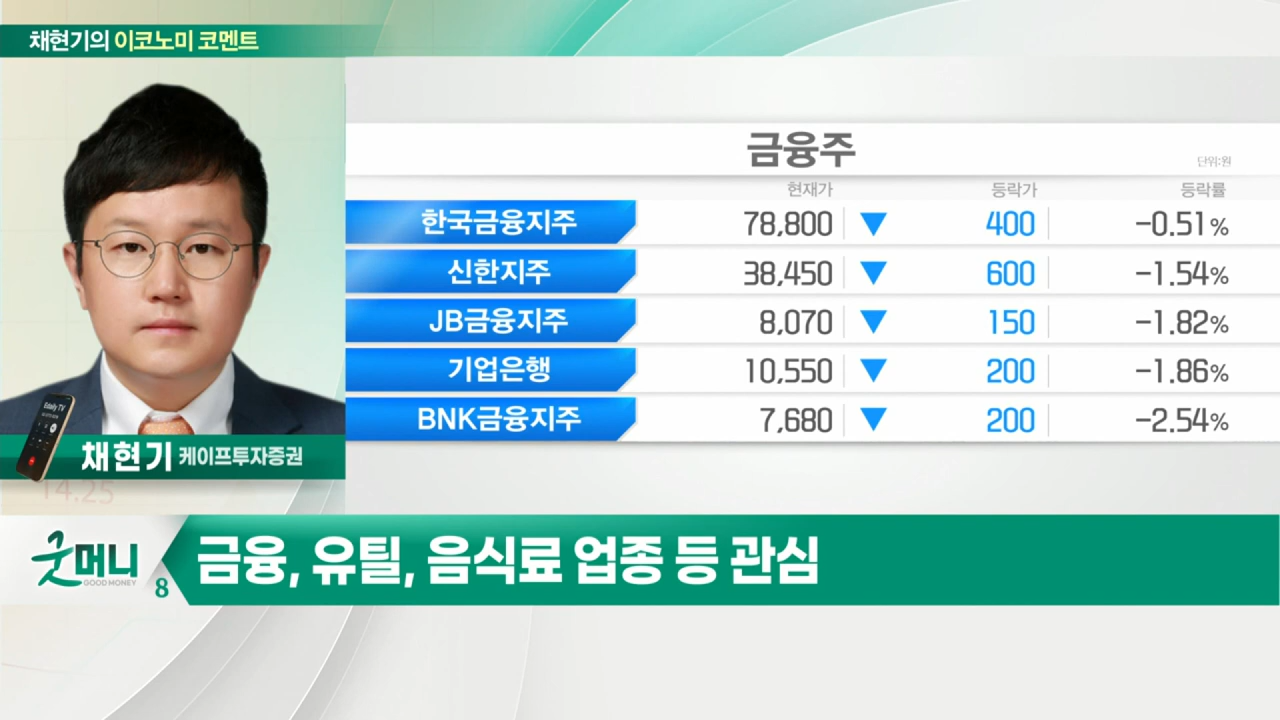 채현기의 이코노미 코멘트
금융주
단위:원
현재가 등락가 등락률
한국금융지주 78,800 ▼ 400 -0.51%
신한지주 38,450 ▼ 600 -1.54%
JB금융지주 8,070 ▼ 150 -1.82%
기업은행 10,550 ▼ 200 -1.86%
BNK금융지주 7,680 ▼ 200 -2.54%
Edaily TV
채현기 케이프투자증권
14.25
굿머니
GOOD MONEY
8
금융, 유틸, 음식료 업종 등 관심